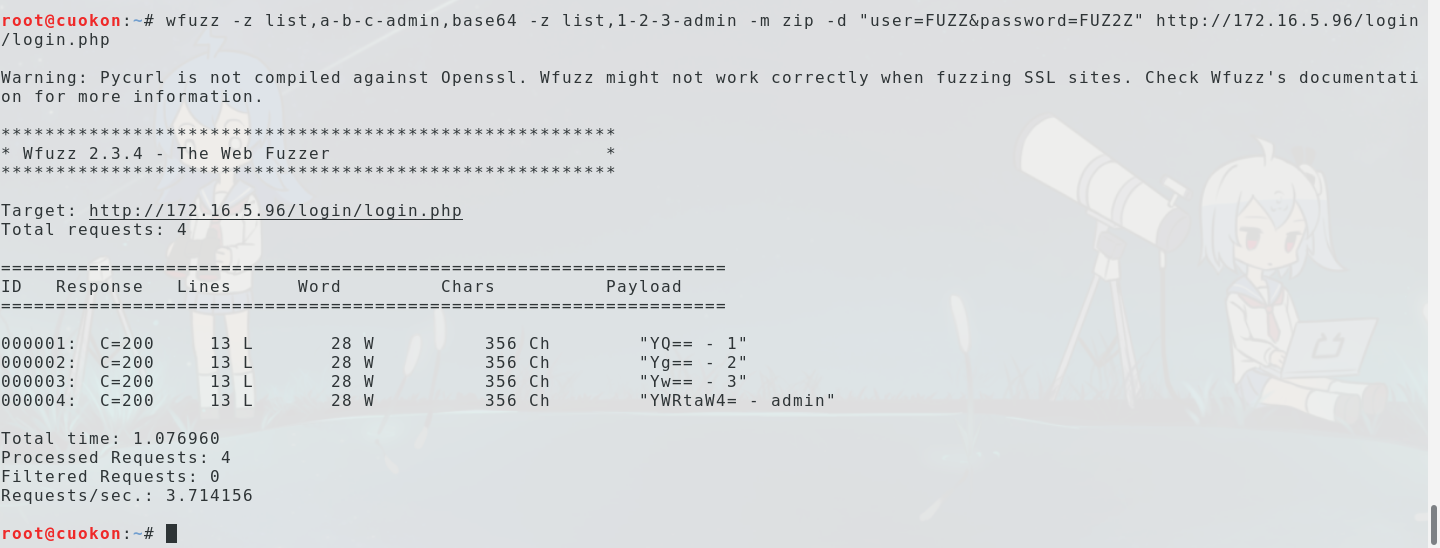 root@cuokon:~# wfuzz -z list,a-b-c-admin,base64 -z list,1-2-3-admin -m zip -d "user=FUZZ&password=FUZ2Z" http://172.16.5.96/login
/login.php
Warning: Pycurl is not compiled against Openssl. Wfuzz might not work correctly when fuzzing SSL sites. Check Wfuzz's documentati
on for more information.
********************************************************
* Wfuzz 2.3.4 - The Web Fuzzer                         *
********************************************************
Target: http://172.16.5.96/login/login.php
Total requests: 4
==================================================================
ID   Response   Lines      Word         Chars          Payload
==================================================================
000001:  C=200     13 L       28 W          356 Ch        "YQ== - 1"
000002:  C=200     13 L       28 W          356 Ch        "Yg== - 2"
000003:  C=200     13 L       28 W          356 Ch        "Yw== - 3"
000004:  C=200     13 L       28 W          356 Ch        "YWRtaW4= - admin"
Total time: 1.076960
Processed Requests: 4
Filtered Requests: 0
Requests/sec.: 3.714156
root@cuokon:~#